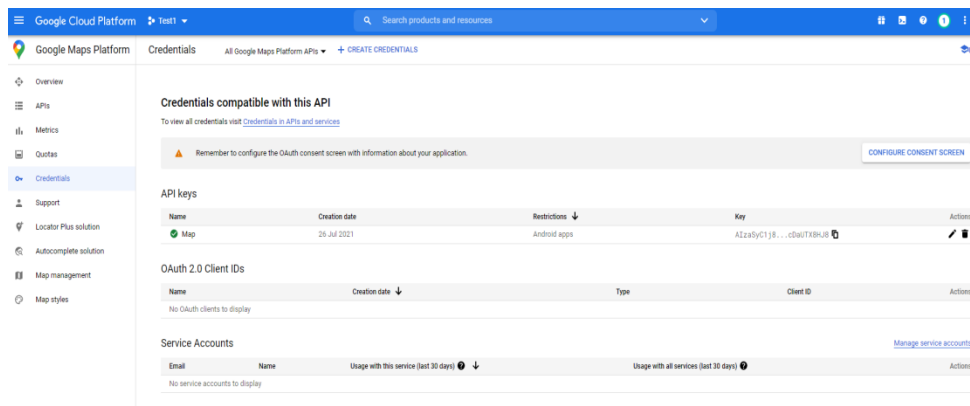 Google Cloud Platform Test1 Search products and resources 1
Google Maps Platform Credentials All Google Maps Platform APIs + CREATE CREDENTIALS
Overview
APIs
Metrics
Quotas
Credentials
Support
Locator Plus solution
Autocomplete solution
Map management
Map styles
Credentials compatible with this API
To view all credentials visit Credentials in APIs and services
Remember to configure the OAuth consent screen with information about your application. CONFIGURE CONSENT SCREEN
API keys
Name Creation date Restrictions Key Actions
Map 26 Jul 2021 Android apps AIzaSyC1j8...cDaUTXBHJ8
OAuth 2.0 Client IDs
Name Creation date Type Client ID Actions
No OAuth clients to display
Service Accounts Manage service accounts
Email Name Usage with this service (last 30 days) Usage with all services (last 30 days) Actions
No service accounts to display